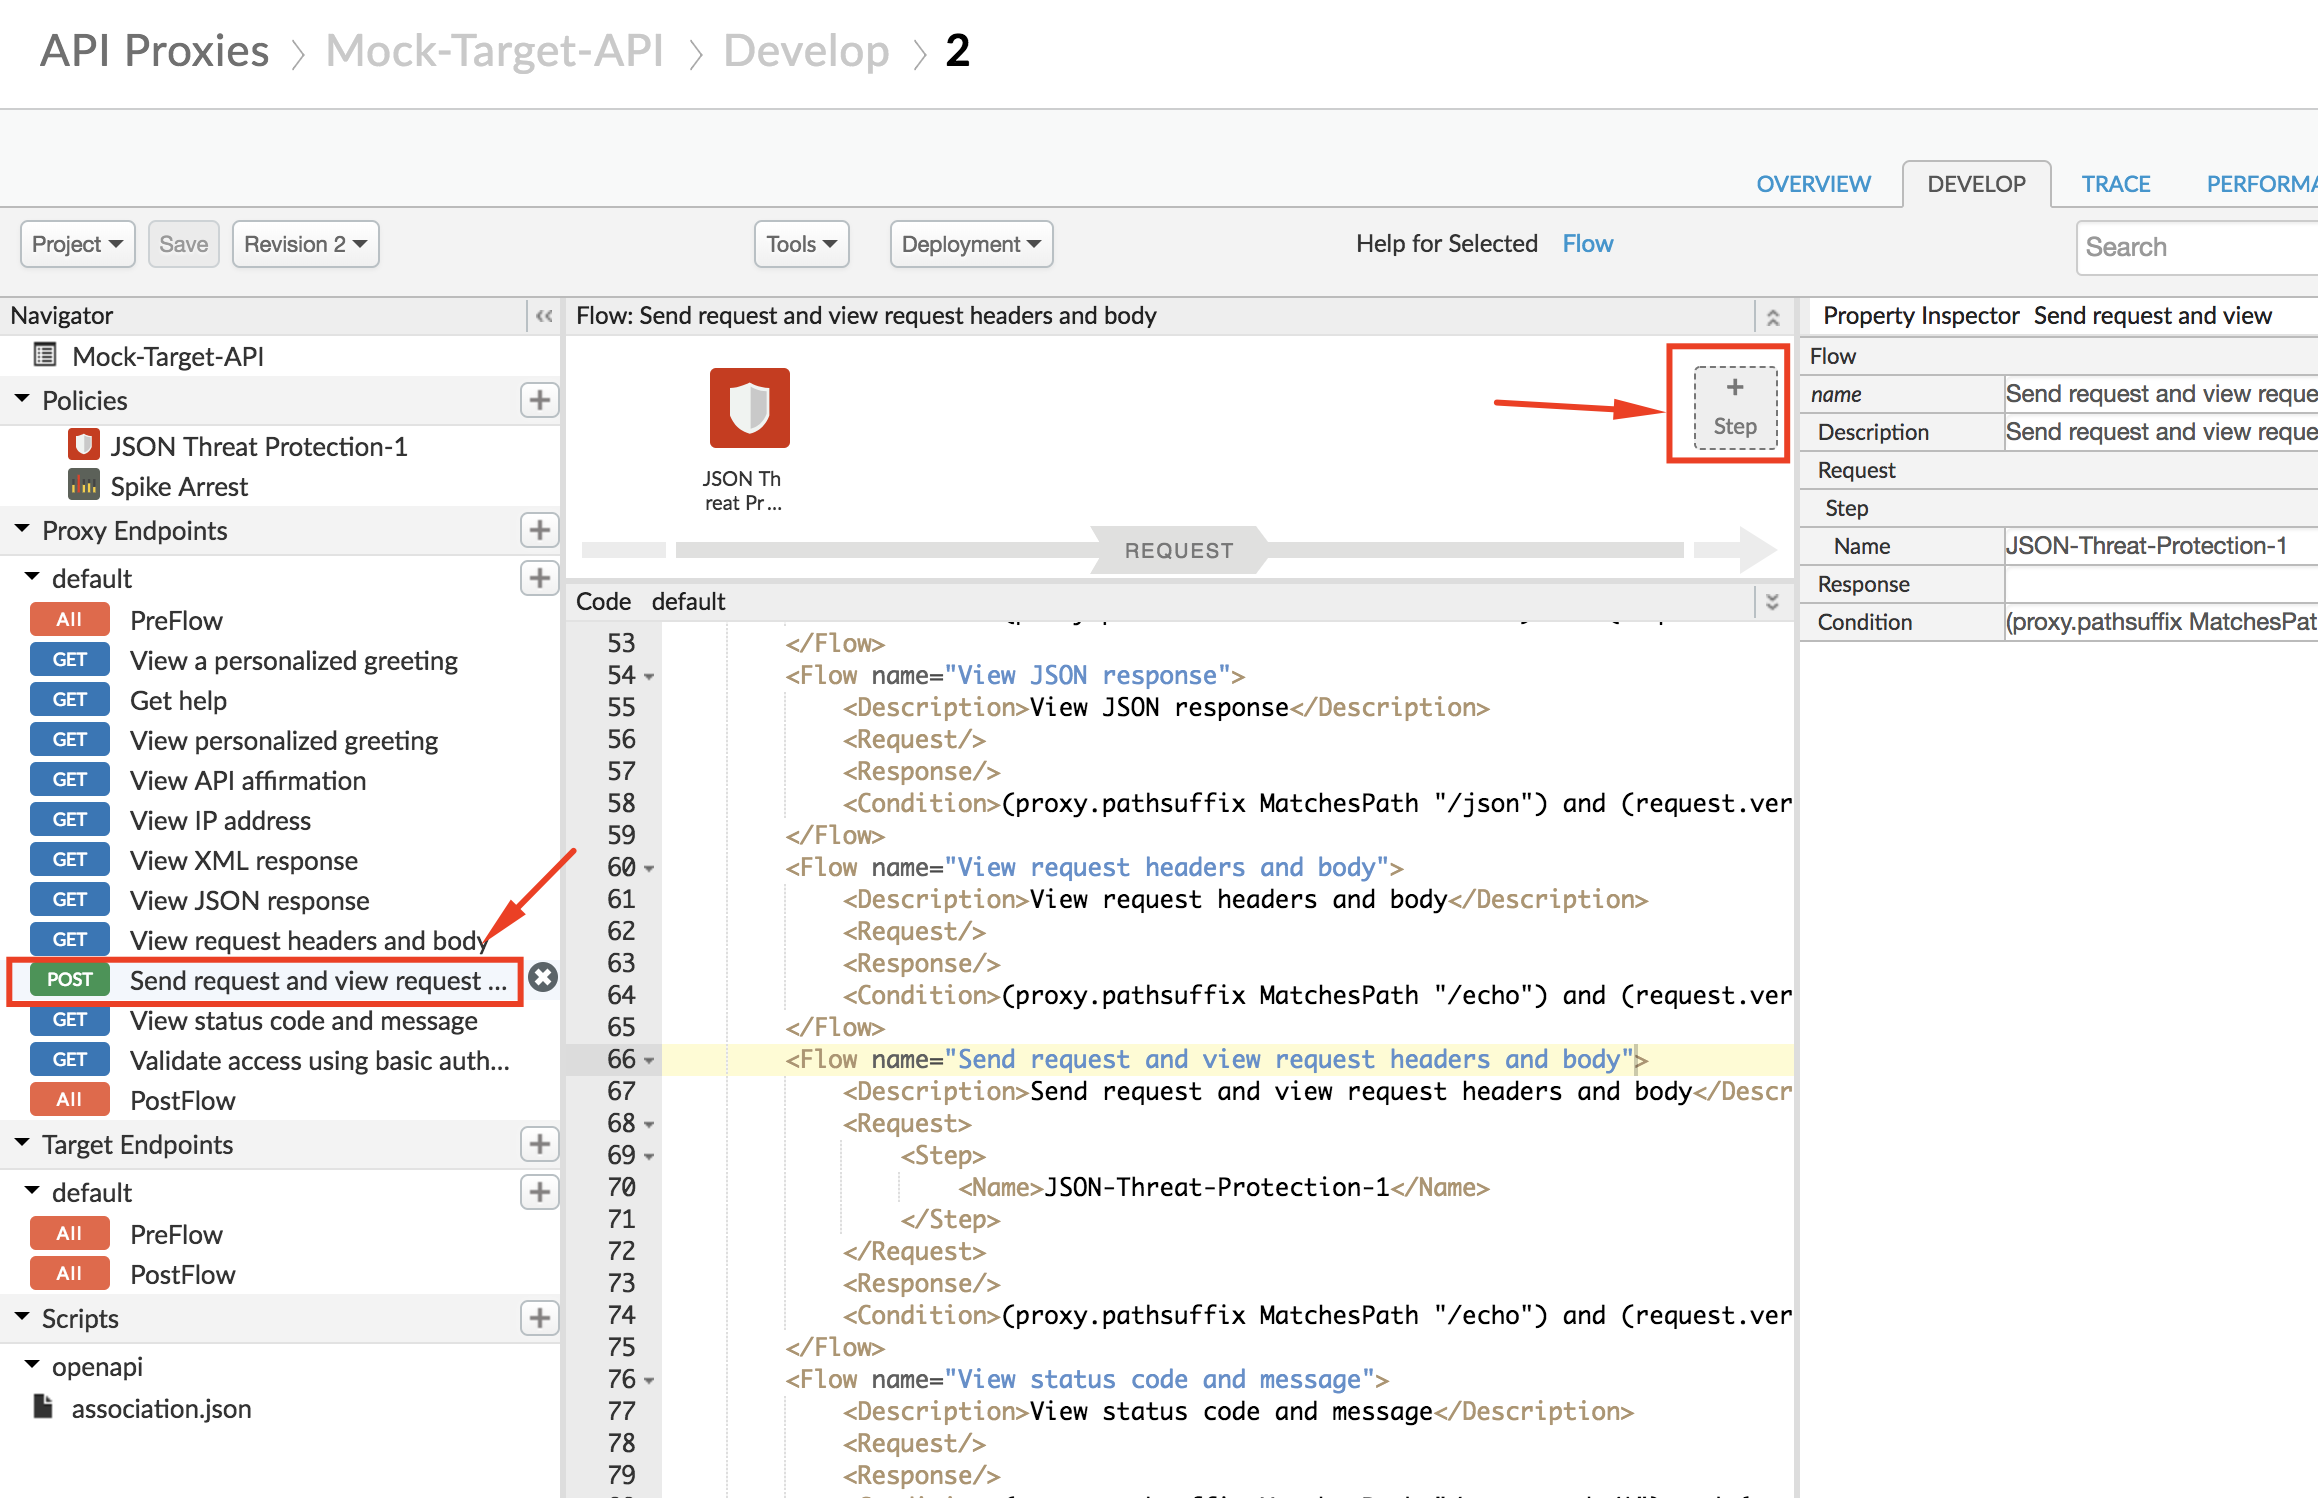 API Proxies > Mock-Target-API > Develop > 2
OVERVIEW DEVELOP TRACE PERFORMA
Project Save Revision 2 Tools Deployment Help for Selected Flow Search
Navigator
Mock-Target-API
Policies
JSON Threat Protection-1
Spike Arrest
Proxy Endpoints
default
All PreFlow
GET View a personalized greeting
GET Get help
GET View personalized greeting
GET View API affirmation
GET View IP address
GET View XML response
GET View JSON response
GET View request headers and body
POST Send request and view request ...
GET View status code and message
GET Validate access using basic auth...
All PostFlow
Target Endpoints
default
All PreFlow
All PostFlow
Scripts
openapi
association.json
Flow: Send request and view request headers and body
JSON Th
reat Pr...
+
Step
REQUEST
Code default
53 </Flow>
54 <Flow name="View JSON response">
55 <Description>View JSON response</Description>
56 <Request/>
57 <Response/>
58 <Condition>(proxy.pathsuffix MatchesPath "/json") and (request.ver
59 </Flow>
60 <Flow name="View request headers and body">
61 <Description>View request headers and body</Description>
62 <Request/>
63 <Response/>
64 <Condition>(proxy.pathsuffix MatchesPath "/echo") and (request.ver
65 </Flow>
66 <Flow name="Send request and view request headers and body">
67 <Description>Send request and view request headers and body</Descr
68 <Request>
69 <Step>
70 <Name>JSON-Threat-Protection-1</Name>
71 </Step>
72 </Request>
73 <Response/>
74 <Condition>(proxy.pathsuffix MatchesPath "/echo") and (request.ver
75 </Flow>
76 <Flow name="View status code and message">
77 <Description>View status code and message</Description>
78 <Request/>
79 <Response/>
Property Inspector Send request and view
Flow
name Send request and view reque
Description Send request and view reque
Request
Step
Name JSON-Threat-Protection-1
Response
Condition (proxy.pathsuffix MatchesPat